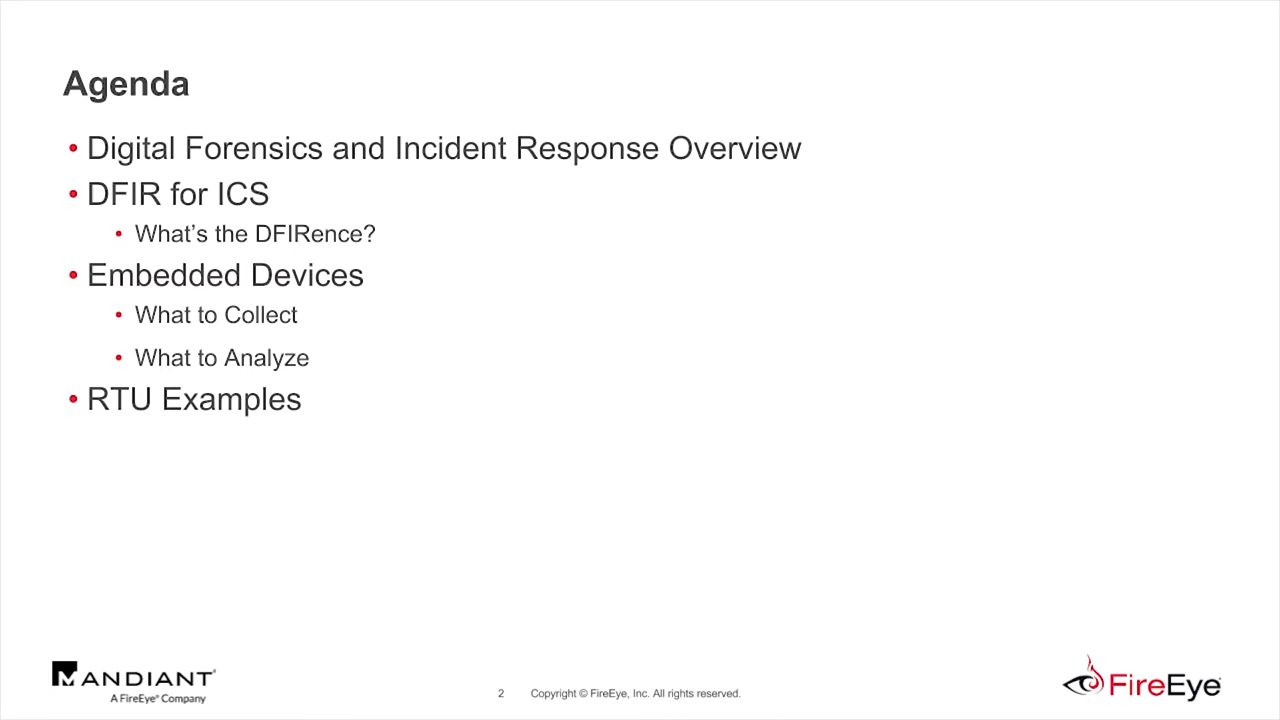 Agenda
• Digital Forensics and Incident Response Overview
• DFIR for ICS
• What’s the DFIRence?
• Embedded Devices
• What to Collect
• What to Analyze
• RTU Examples
MANDIANT
A FireEye® Company
2 Copyright © FireEye, Inc. All rights reserved.
FireEye